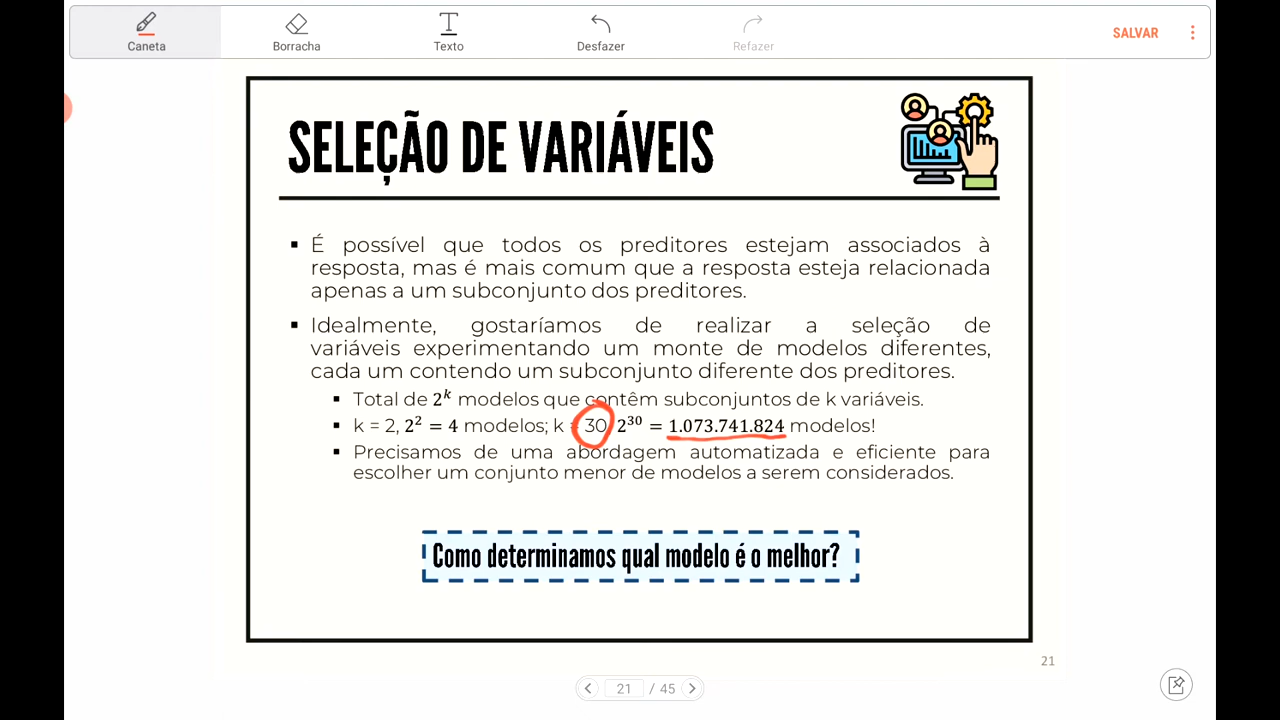 Caneta
Borracha
Texto
Desfazer
Refazer
SALVAR
SELEÇÃO DE VARIÁVEIS
▪ É possível que todos os preditores estejam associados à
resposta, mas é mais comum que a resposta esteja relacionada
apenas a um subconjunto dos preditores.
▪ Idealmente, gostaríamos de realizar a seleção de
variáveis experimentando um monte de modelos diferentes,
cada um contendo um subconjunto diferente dos preditores.
▪ Total de 2ᵏ modelos que contêm subconjuntos de k variáveis.
▪ k = 2, 2² = 4 modelos; k = 30, 2³⁰ = 1.073.741.824 modelos!
▪ Precisamos de uma abordagem automatizada e eficiente para
escolher um conjunto menor de modelos a serem considerados.
Como determinamos qual modelo é o melhor?
21
21 / 45